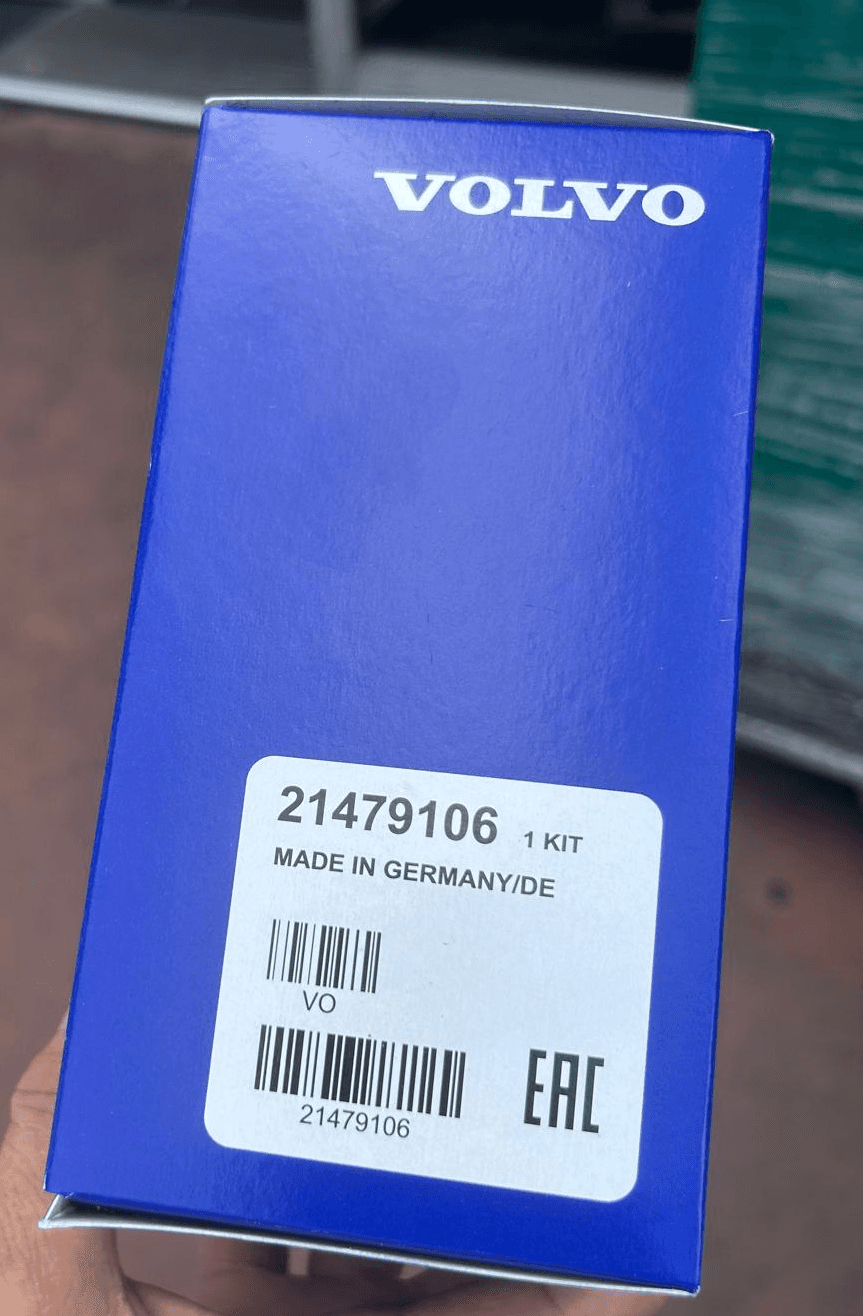 VOLVO
21479106 1 KIT
MADE IN GERMANY/DE
VO
21479106
EAC